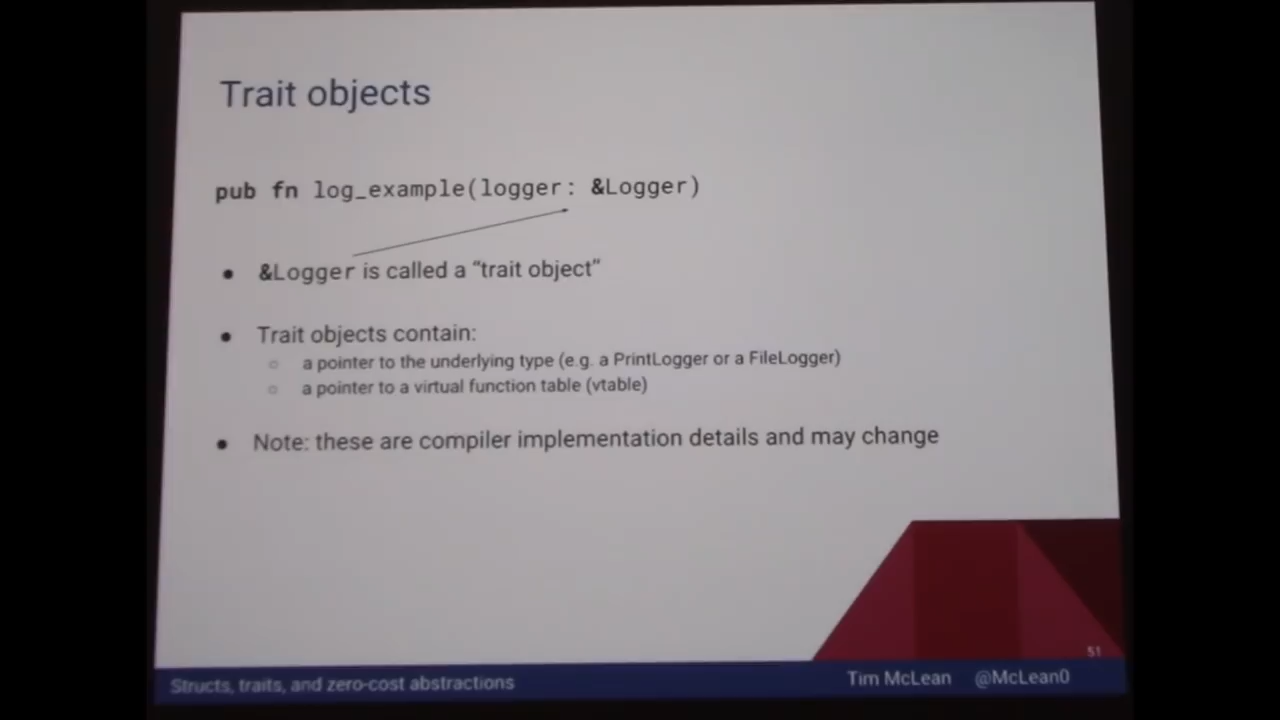 Trait objects
pub fn log_example(logger: &Logger)
● &Logger is called a “trait object”
● Trait objects contain:
○ a pointer to the underlying type (e.g. a PrintLogger or a FileLogger)
○ a pointer to a virtual function table (vtable)
● Note: these are compiler implementation details and may change
51
Structs, traits, and zero-cost abstractions
Tim McLean @McLean0